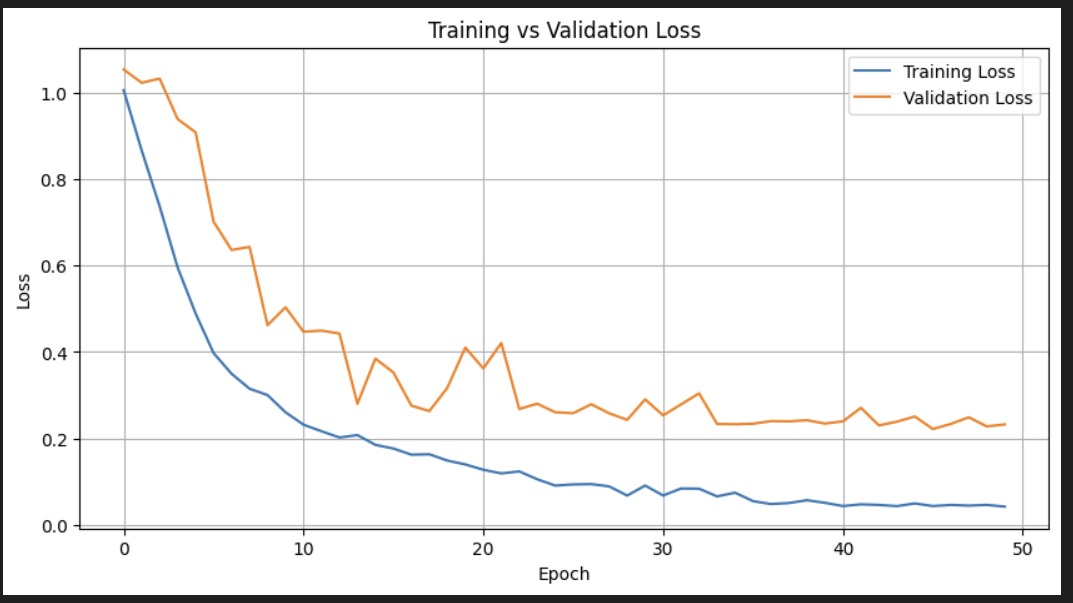 Training vs Validation Loss
Training Loss
Validation Loss
1.0
0.8
0.6
0.4
0.2
0.0
Loss
0 10 20 30 40 50
Epoch